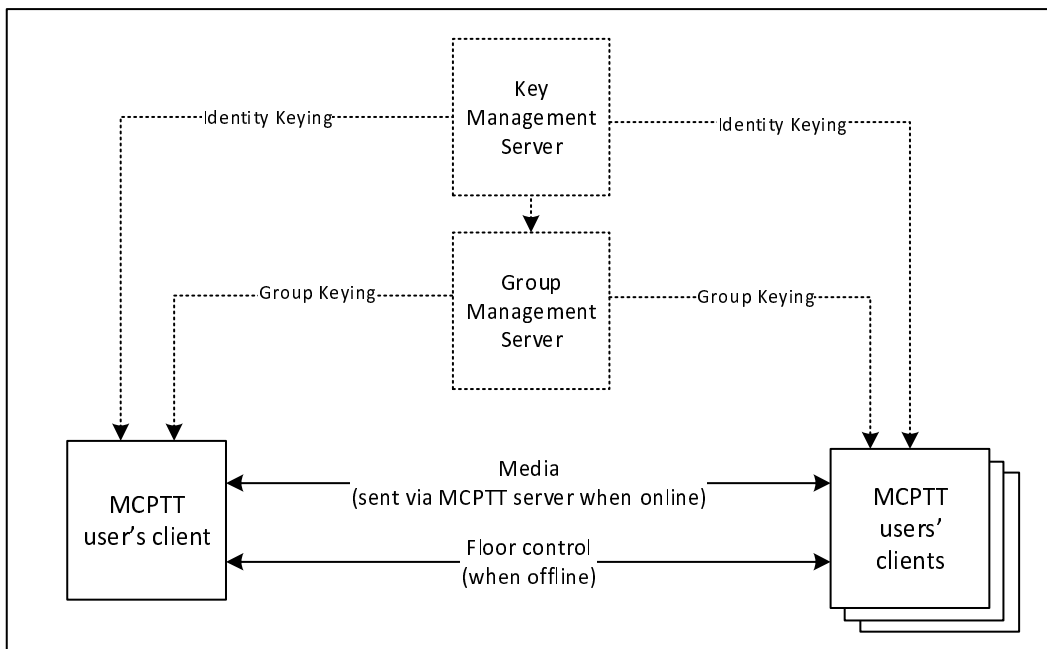 Key
Management
Server
Identity Keying
Identity Keying
Group
Management
Server
Group Keying
Group Keying
MCPTT
user's client
Media
(sent via MCPTT server when online)
Floor control
(when offline)
MCPTT
users'
clients